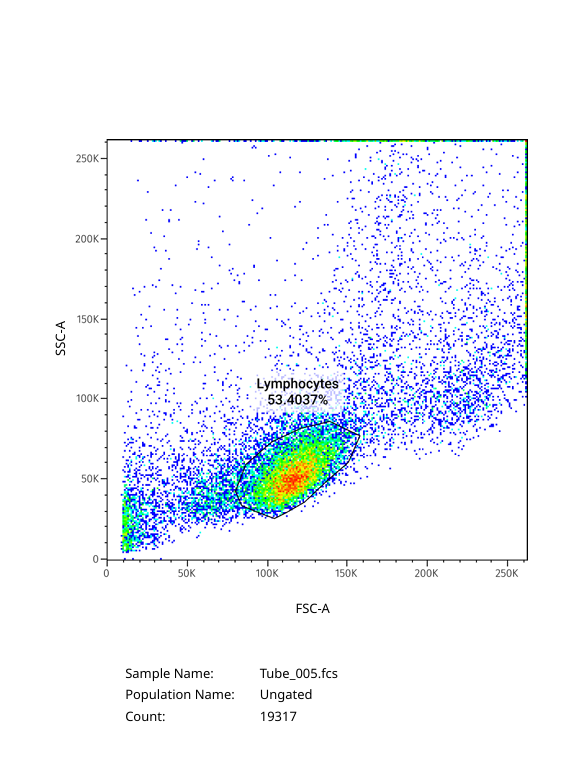 250K
200K
150K
100K
50K
0
SSC-A
Lymphocytes
53.4037%
0 50K 100K 150K 200K 250K
FSC-A
Sample Name: Tube_005.fcs
Population Name: Ungated
Count: 19317